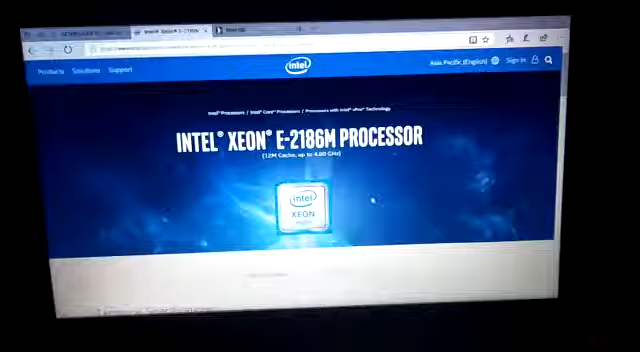 Products Solutions Support
intel
Asia Pacific (English)
Sign In
Intel® Processors / Intel® Core™ Processors / Processors with Intel® vPro™ Technology
INTEL® XEON® E-2186M PROCESSOR
(12M Cache, up to 4.80 GHz)
intel
XEON